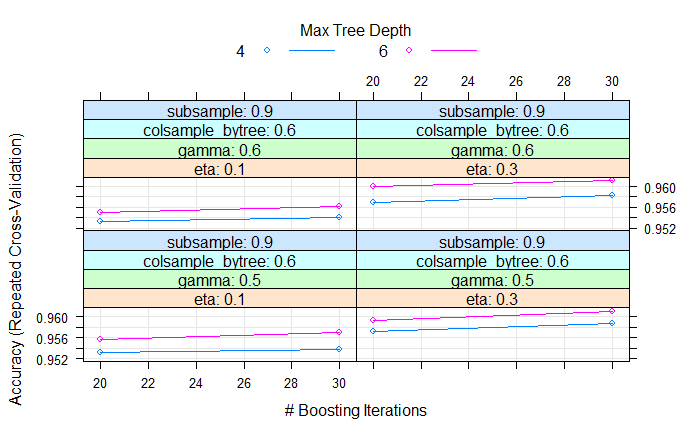 Max Tree Depth
4 6
20 22 24 26 28 30
subsample: 0.9 subsample: 0.9
colsample_bytree: 0.6 colsample_bytree: 0.6
gamma: 0.6 gamma: 0.6
eta: 0.1 eta: 0.3
0.960
0.956
0.952
subsample: 0.9 subsample: 0.9
colsample_bytree: 0.6 colsample_bytree: 0.6
gamma: 0.5 gamma: 0.5
eta: 0.1 eta: 0.3
0.960
0.956
0.952
20 22 24 26 28 30
# Boosting Iterations
Accuracy (Repeated Cross-Validation)